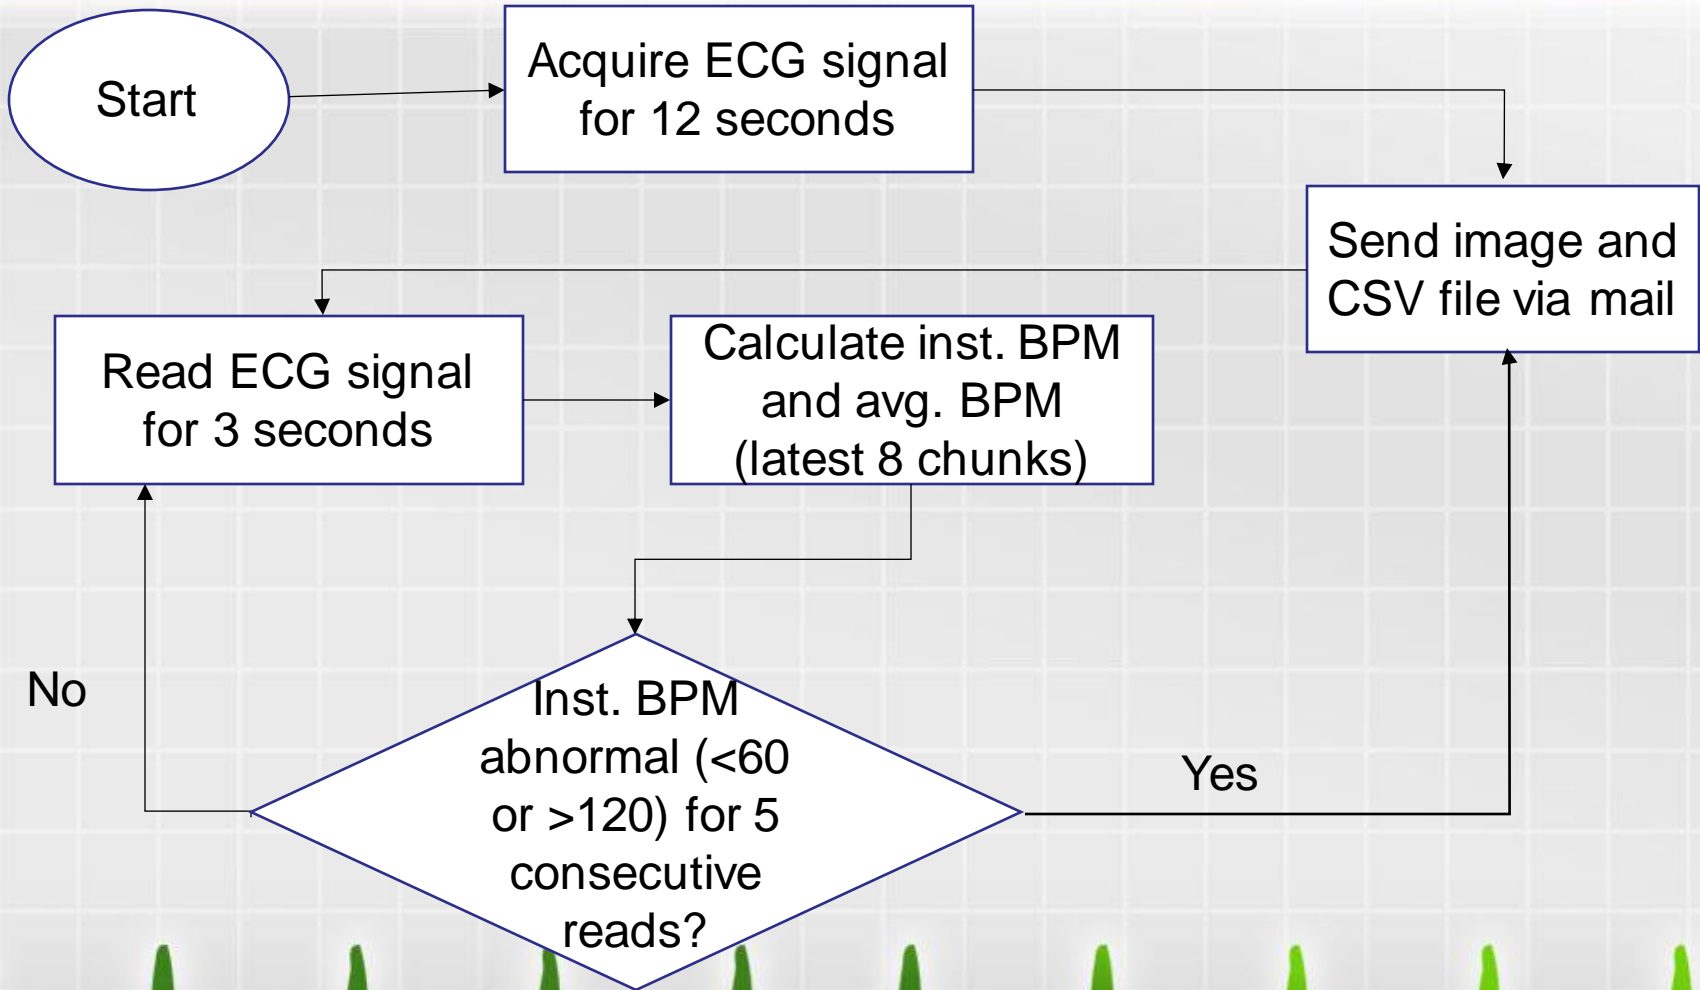 Start
Acquire ECG signal
for 12 seconds
Send image and
CSV file via mail
Read ECG signal
for 3 seconds
Calculate inst. BPM
and avg. BPM
(latest 8 chunks)
No
Inst. BPM
abnormal (<60
or >120) for 5
consecutive
reads?
Yes